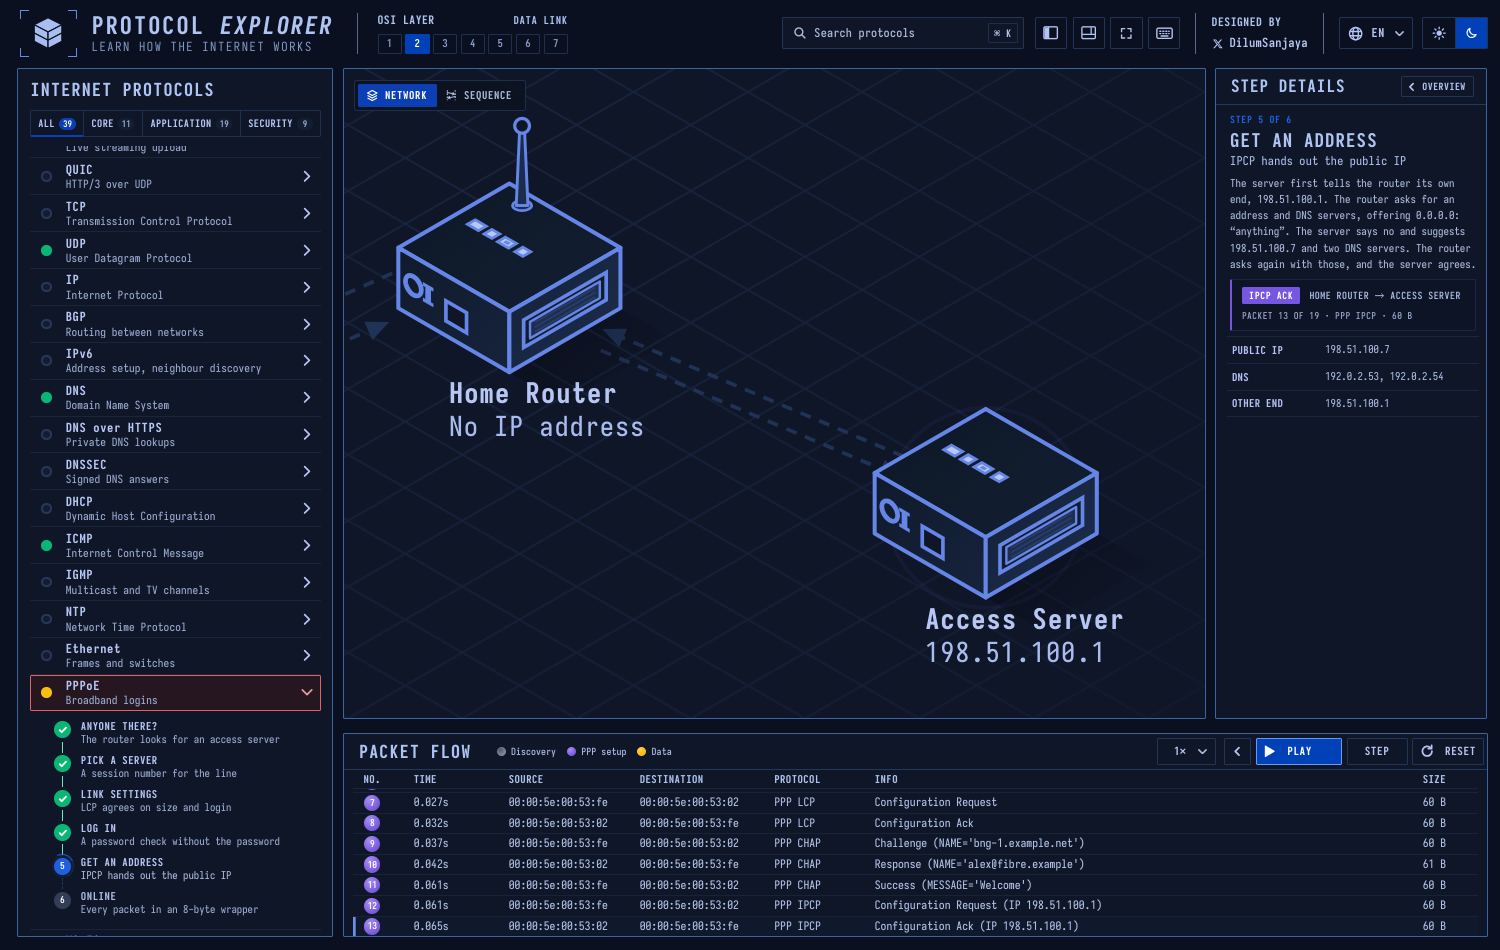 PROTOCOL EXPLORER
LEARN HOW THE INTERNET WORKS
OSI LAYER DATA LINK
1 2 3 4 5 6 7
Search protocols ⌘ K
DESIGNED BY
DilumSanjaya
EN
INTERNET PROTOCOLS
ALL 39 CORE 11 APPLICATION 19 SECURITY 9
Live streaming upload
QUIC
HTTP/3 over UDP
TCP
Transmission Control Protocol
UDP
User Datagram Protocol
IP
Internet Protocol
BGP
Routing between networks
IPv6
Address setup, neighbour discovery
DNS
Domain Name System
DNS over HTTPS
Private DNS lookups
DNSSEC
Signed DNS answers
DHCP
Dynamic Host Configuration
ICMP
Internet Control Message
IGMP
Multicast and TV channels
NTP
Network Time Protocol
Ethernet
Frames and switches
PPPoE
Broadband logins
ANYONE THERE?
The router looks for an access server
PICK A SERVER
A session number for the line
LINK SETTINGS
LCP agrees on size and login
LOG IN
A password check without the password
5 GET AN ADDRESS
IPCP hands out the public IP
6 ONLINE
Every packet in an 8-byte wrapper
NETWORK SEQUENCE
Home Router
No IP address
Access Server
198.51.100.1
STEP DETAILS OVERVIEW
STEP 5 OF 6
GET AN ADDRESS
IPCP hands out the public IP
The server first tells the router its own
end, 198.51.100.1. The router asks for an
address and DNS servers, offering 0.0.0.0:
“anything”. The server says no and suggests
198.51.100.7 and two DNS servers. The router
asks again with those, and the server agrees.
IPCP ACK HOME ROUTER → ACCESS SERVER
PACKET 13 OF 19 · PPP IPCP · 60 B
PUBLIC IP 198.51.100.7
DNS 192.0.2.53, 192.0.2.54
OTHER END 198.51.100.1
PACKET FLOW Discovery PPP setup Data 1× PLAY STEP RESET
NO. TIME SOURCE DESTINATION PROTOCOL INFO SIZE
7 0.027s 00:00:5e:00:53:fe 00:00:5e:00:53:02 PPP LCP Configuration Request 60 B
8 0.032s 00:00:5e:00:53:02 00:00:5e:00:53:fe PPP LCP Configuration Ack 60 B
9 0.037s 00:00:5e:00:53:fe 00:00:5e:00:53:02 PPP CHAP Challenge (NAME='bng-1.example.net') 60 B
10 0.042s 00:00:5e:00:53:02 00:00:5e:00:53:fe PPP CHAP Response (NAME='alex@fibre.example') 61 B
11 0.061s 00:00:5e:00:53:fe 00:00:5e:00:53:02 PPP CHAP Success (MESSAGE='Welcome') 60 B
12 0.061s 00:00:5e:00:53:fe 00:00:5e:00:53:02 PPP IPCP Configuration Request (IP 198.51.100.1) 60 B
13 0.065s 00:00:5e:00:53:02 00:00:5e:00:53:fe PPP IPCP Configuration Ack (IP 198.51.100.1) 60 B